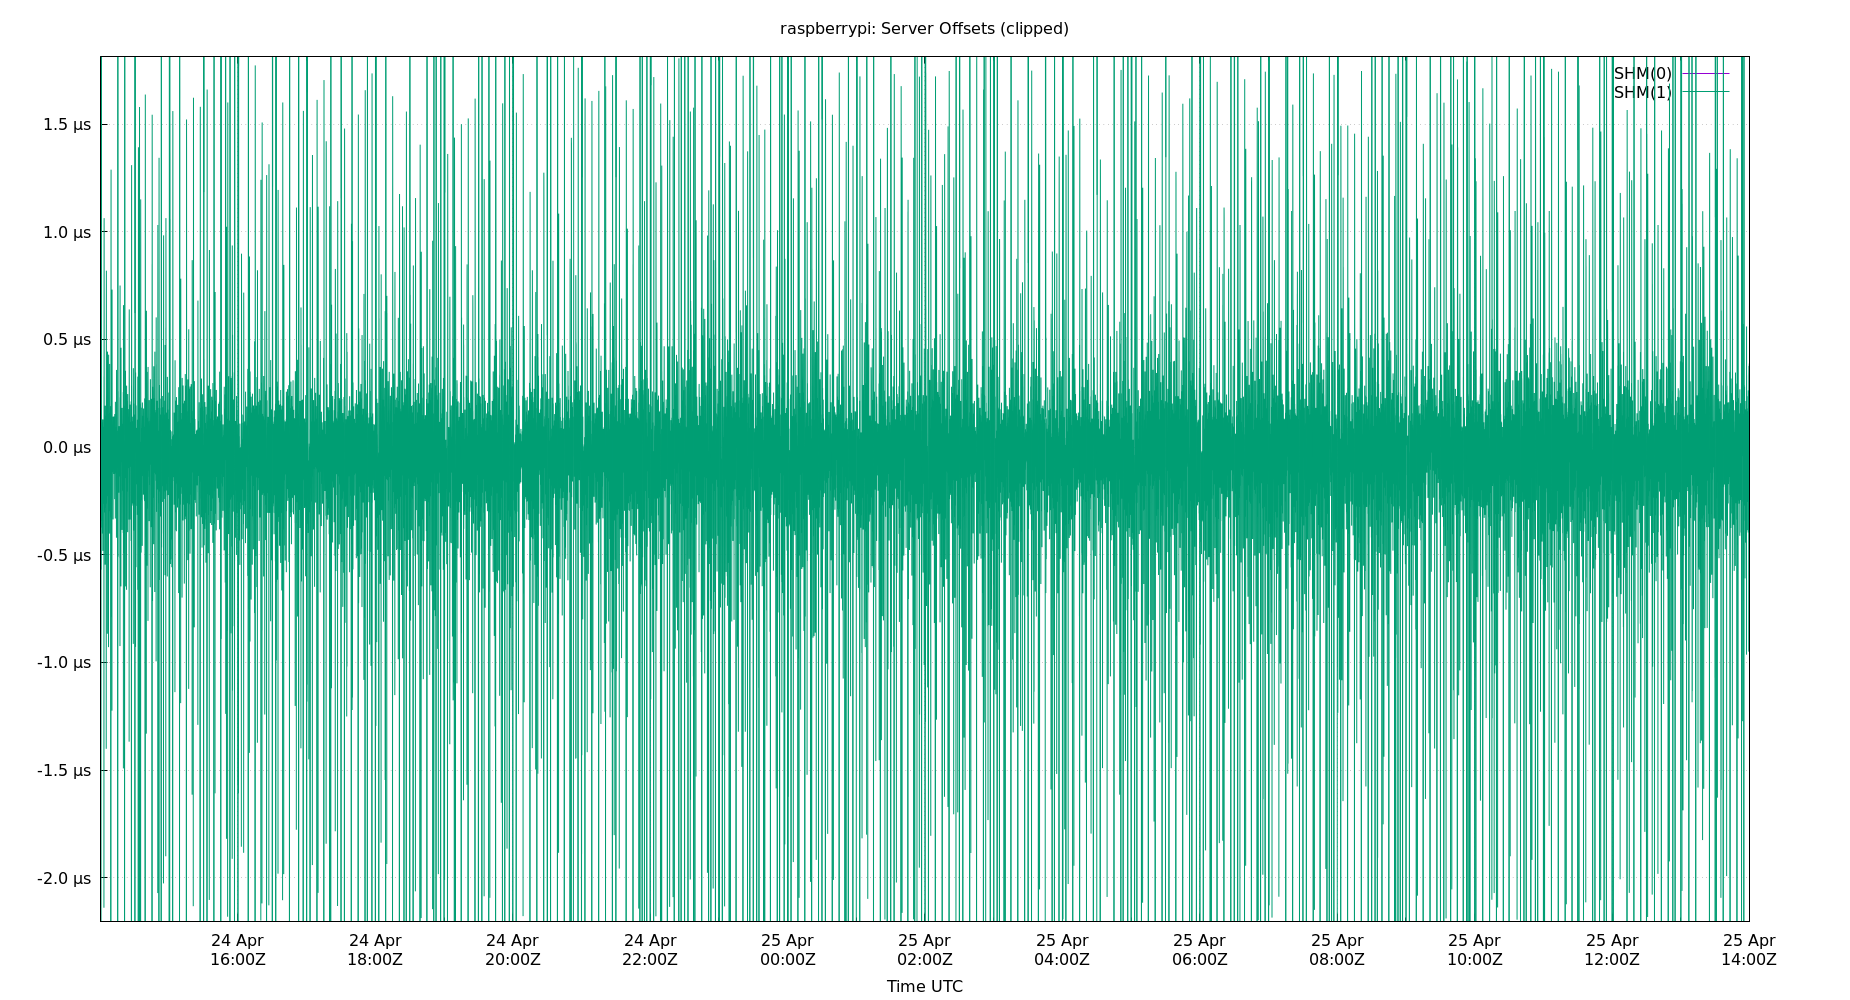 raspberrypi: Server Offsets (clipped)
SHM(0)
SHM(1)
1.5 µs
1.0 µs
0.5 µs
0.0 µs
-0.5 µs
-1.0 µs
-1.5 µs
-2.0 µs
24 Apr 24 Apr 24 Apr 24 Apr 25 Apr 25 Apr 25 Apr 25 Apr 25 Apr 25 Apr 25 Apr 25 Apr
16:00Z 18:00Z 20:00Z 22:00Z 00:00Z 02:00Z 04:00Z 06:00Z 08:00Z 10:00Z 12:00Z 14:00Z
Time UTC